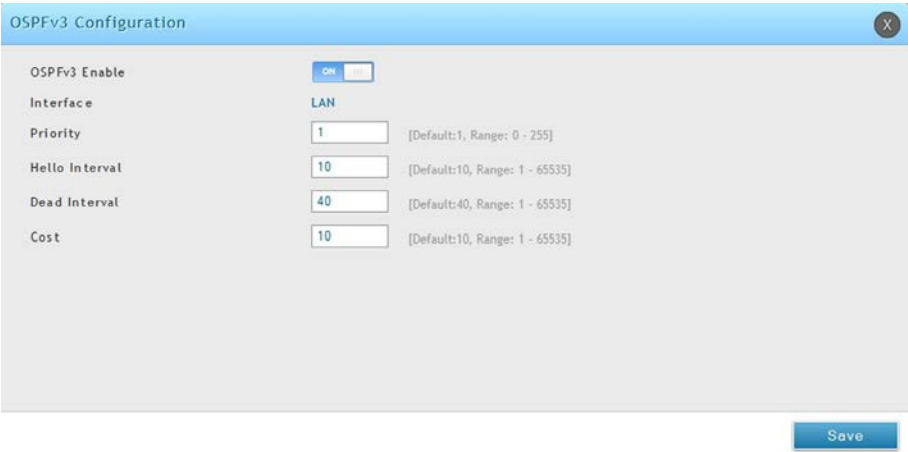 OSPFv3 Configuration
X
OSPFv3 Enable ON
Interface LAN
Priority 1 [Default:1, Range: 0 - 255]
Hello Interval 10 [Default:10, Range: 1 - 65535]
Dead Interval 40 [Default:40, Range: 1 - 65535]
Cost 10 [Default:10, Range: 1 - 65535]
Save